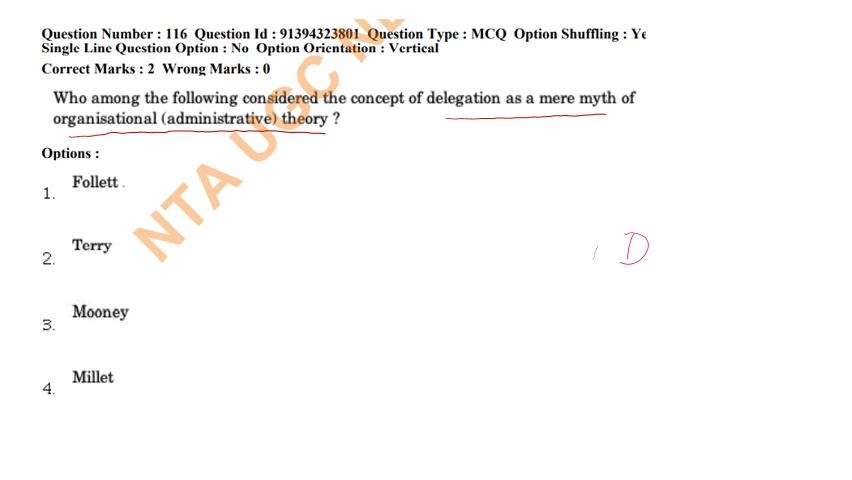 Question Number : 116 Question Id : 91394323801 Question Type : MCQ Option Shuffling : Ye
Single Line Question Option : No Option Orientation : Vertical
Correct Marks : 2 Wrong Marks : 0
Who among the following considered the concept of delegation as a mere myth of
organisational (administrative) theory ?
Options :
1. Follett
2. Terry
3. Mooney
4. Millet
D
NTA UGC NE